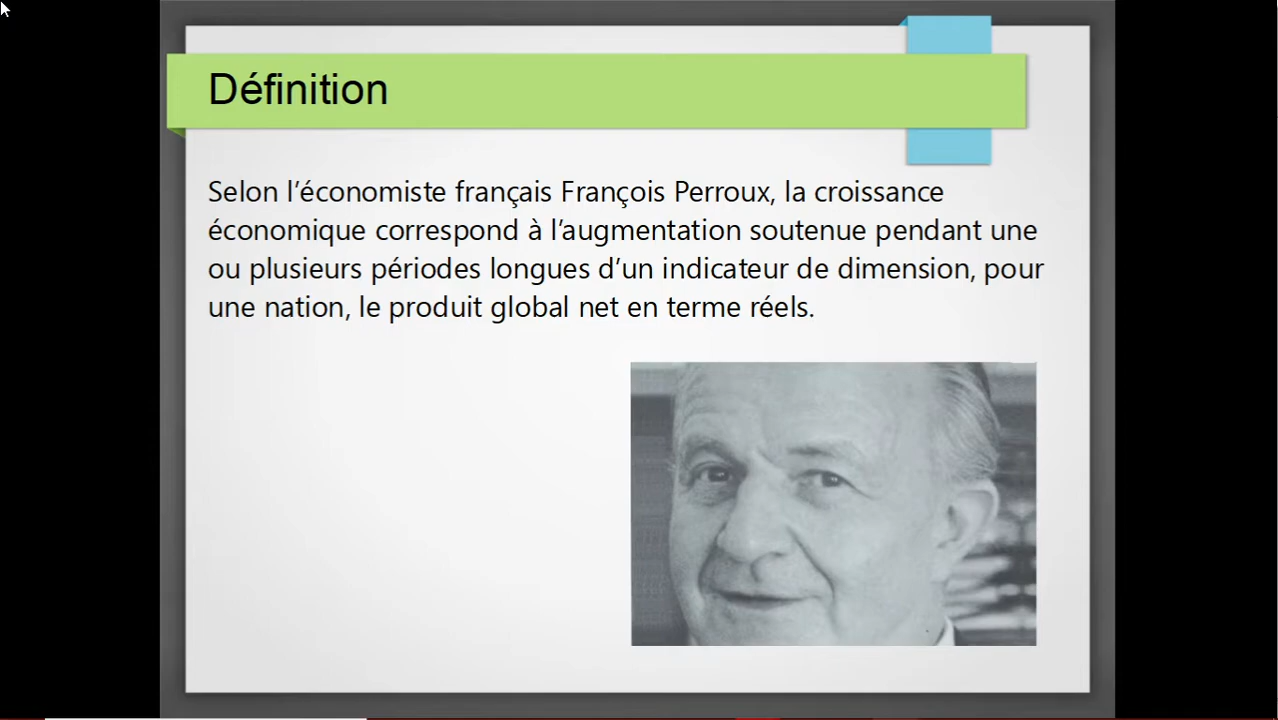 Définition
Selon l’économiste français François Perroux, la croissance
économique correspond à l’augmentation soutenue pendant une
ou plusieurs périodes longues d’un indicateur de dimension, pour
une nation, le produit global net en terme réels.